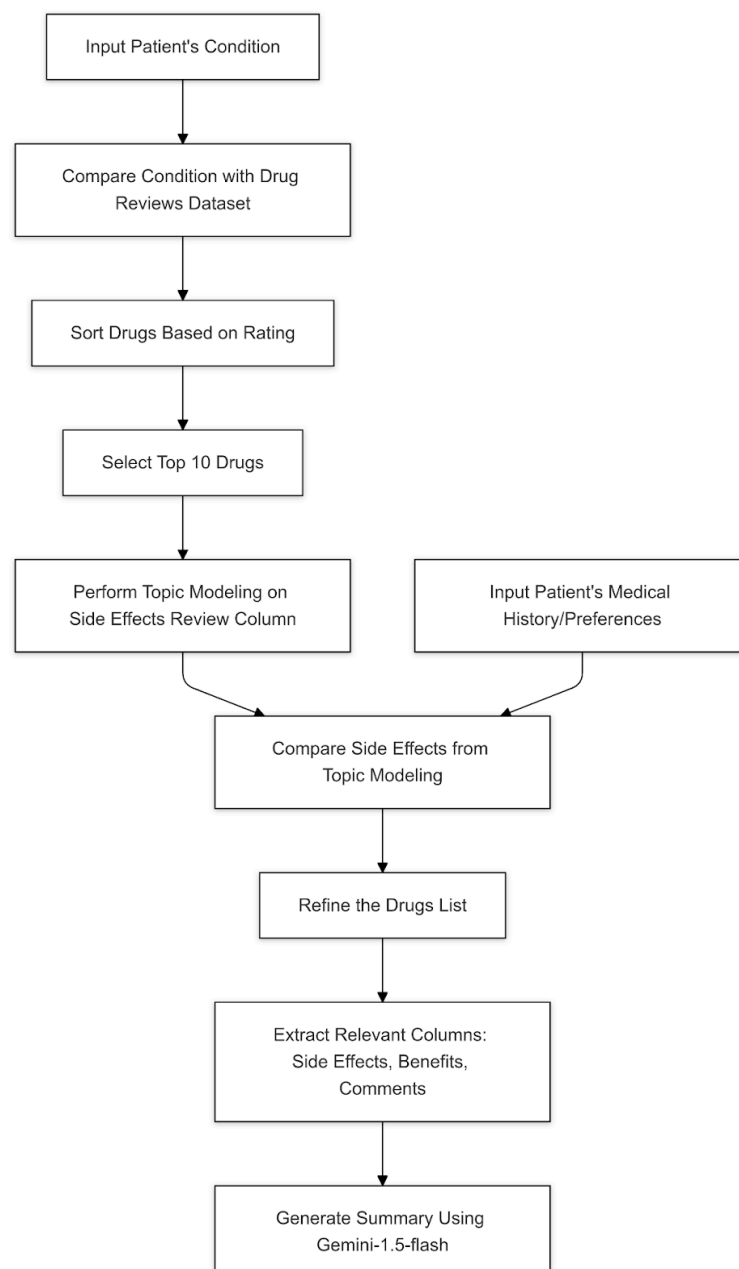 Input Patient's Condition
Compare Condition with Drug
Reviews Dataset
Sort Drugs Based on Rating
Select Top 10 Drugs
Perform Topic Modeling on
Side Effects Review Column
Input Patient's Medical
History/Preferences
Compare Side Effects from
Topic Modeling
Refine the Drugs List
Extract Relevant Columns:
Side Effects, Benefits,
Comments
Generate Summary Using
Gemini-1.5-flash